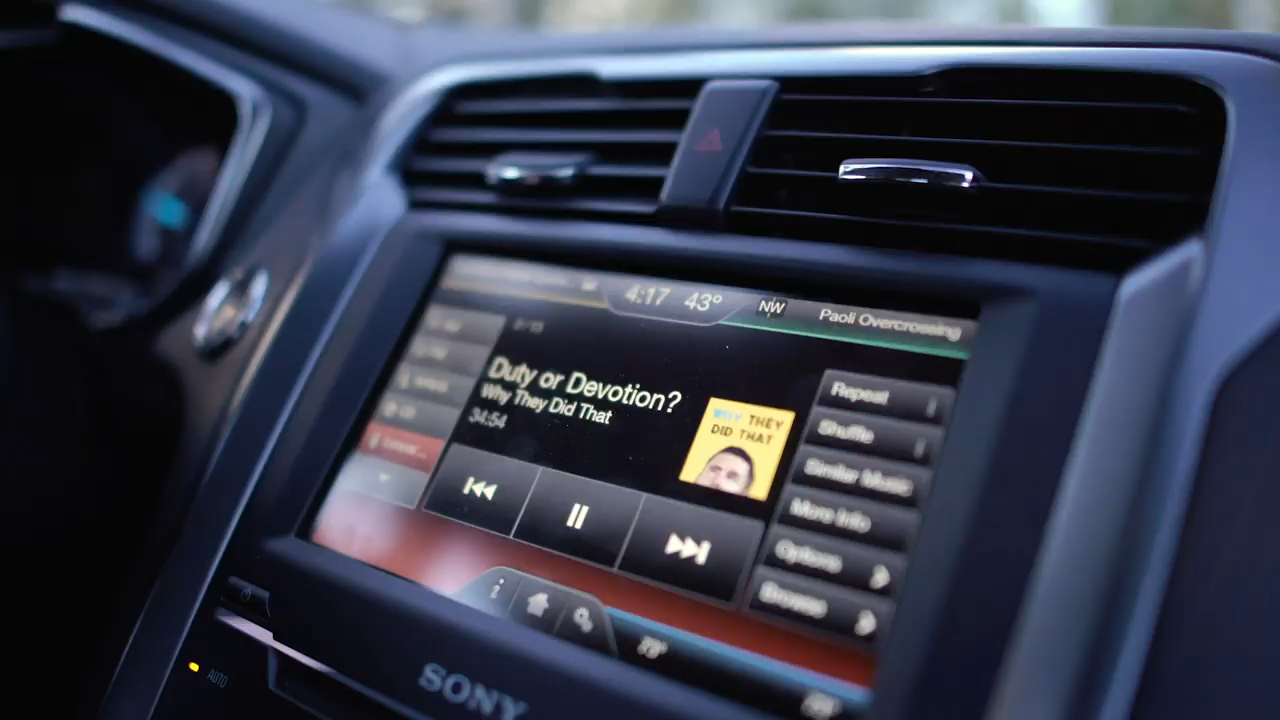 4:17 43° NW Paoli Overcrossing
Duty or Devotion?
Why They Did That
34:54
WHY THEY
DID THAT
Repeat
Shuffle
Similar Music
More Info
Options
Browse
i
73°
AUTO
SONY